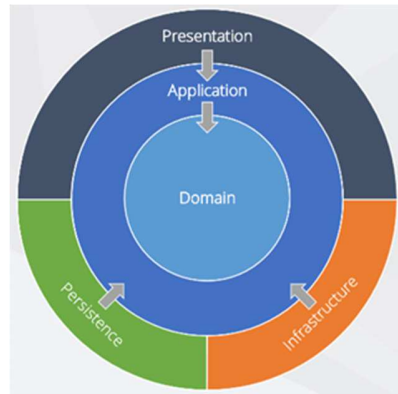 Presentation
Application
Domain
Persistence
Infrastructure